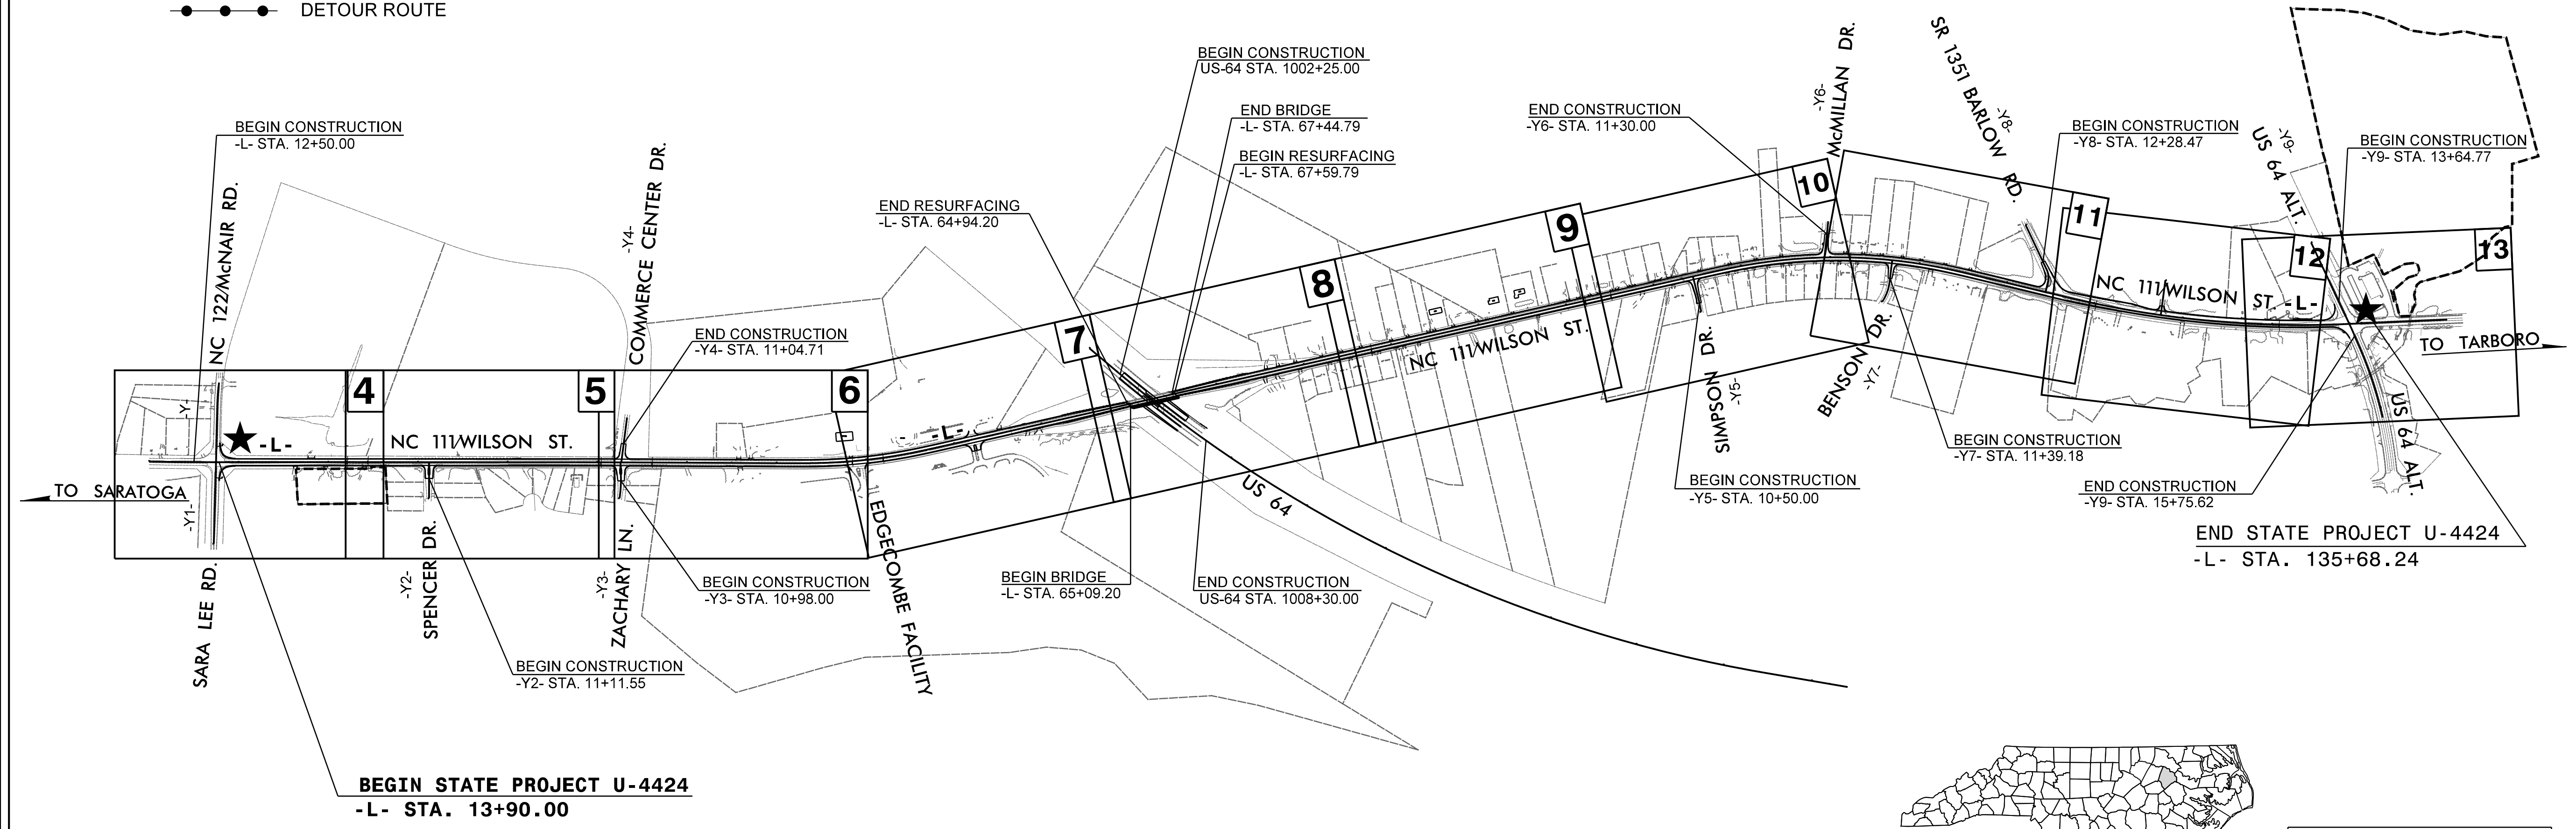 DETOUR ROUTE
BEGIN CONSTRUCTION
US-64 STA. 1002+25.00
END BRIDGE
-L- STA. 67+44.79
BEGIN RESURFACING
-L- STA. 67+59.79
END CONSTRUCTION
-Y6- STA. 11+30.00
-Y6-
McMILLAN DR.
SR 1351 BARLOW RD.
-Y8-
BEGIN CONSTRUCTION
-Y8- STA. 12+28.47
-Y9-
US 64 ALT.
BEGIN CONSTRUCTION
-Y9- STA. 13+64.77
BEGIN CONSTRUCTION
-L- STA. 12+50.00
NC 122/McNAIR RD.
-Y4-
COMMERCE CENTER DR.
END RESURFACING
-L- STA. 64+94.20
END CONSTRUCTION
-Y4- STA. 11+04.71
4
5
6
7
8
9
10
11
12
13
-Y-
-L-
NC 111/WILSON ST.
-L-
NC 111/WILSON ST.
NC 111/WILSON ST.
-L-
TO SARATOGA
TO TARBORO
-Y1-
SARA LEE RD.
-Y2-
SPENCER DR.
-Y3-
ZACHARY LN.
EDGECOMBE FACILITY
US 64
SIMPSON DR.
-Y5-
BENSON DR.
-Y7-
US 64 ALT.
BEGIN CONSTRUCTION
-Y7- STA. 11+39.18
BEGIN CONSTRUCTION
-Y5- STA. 10+50.00
END CONSTRUCTION
-Y9- STA. 15+75.62
END STATE PROJECT U-4424
-L- STA. 135+68.24
BEGIN CONSTRUCTION
-Y3- STA. 10+98.00
BEGIN BRIDGE
-L- STA. 65+09.20
END CONSTRUCTION
US-64 STA. 1008+30.00
BEGIN CONSTRUCTION
-Y2- STA. 11+11.55
BEGIN STATE PROJECT U-4424
-L- STA. 13+90.00